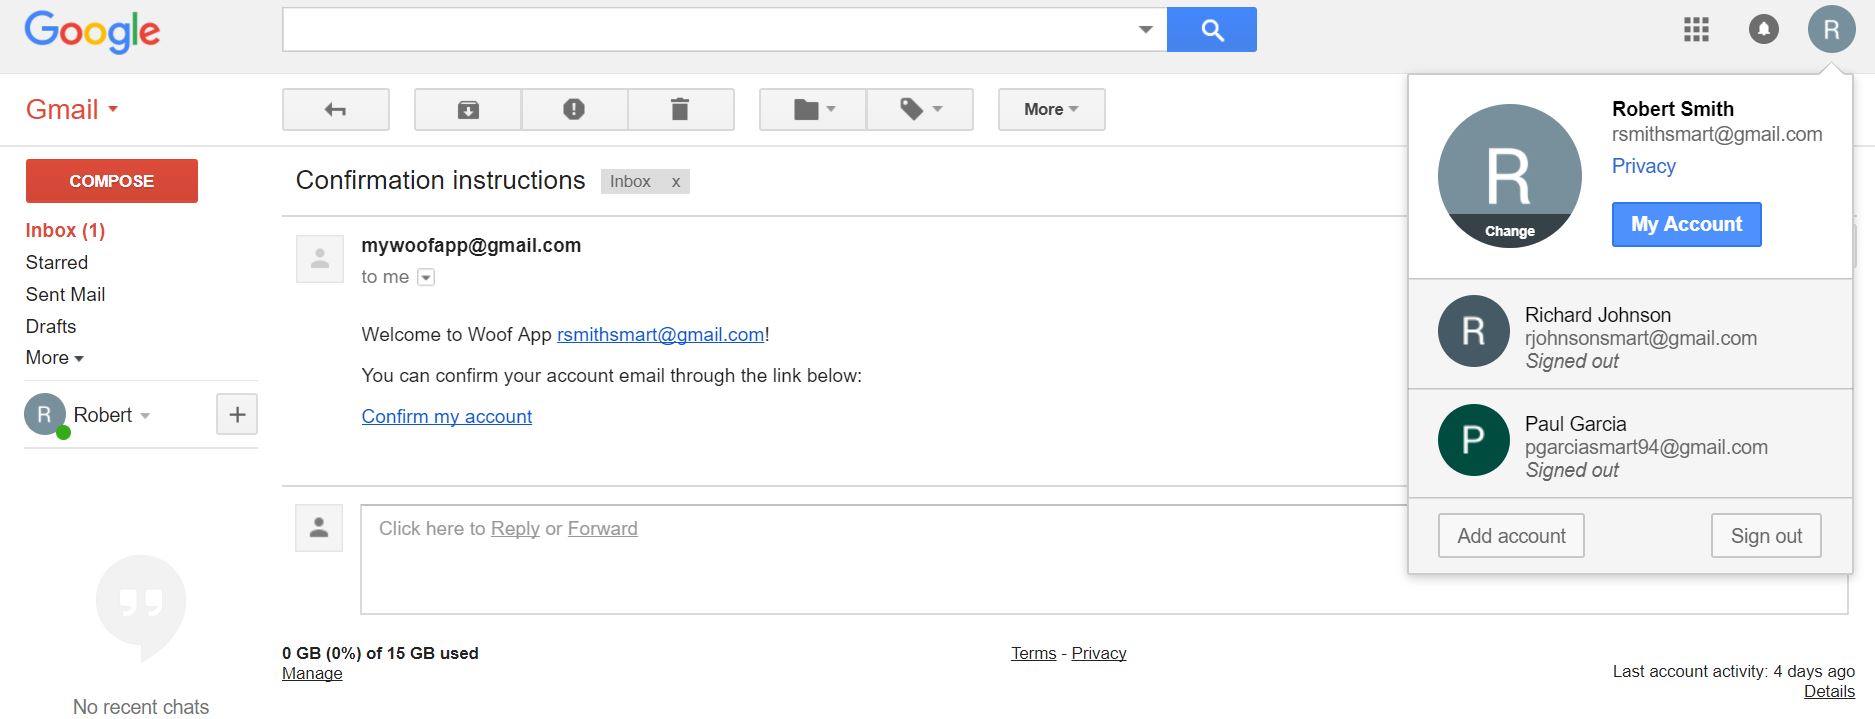 Google
R
Gmail
More
COMPOSE
Inbox (1)
Starred
Sent Mail
Drafts
More
R Robert
No recent chats
Confirmation instructions Inbox x
mywoofapp@gmail.com
to me
Welcome to Woof App rsmithsmart@gmail.com!
You can confirm your account email through the link below:
Confirm my account
Click here to Reply or Forward
0 GB (0%) of 15 GB used
Manage
Terms - Privacy
Last account activity: 4 days ago
Details
R
Change
Robert Smith
rsmithsmart@gmail.com
Privacy
My Account
R
Richard Johnson
rjohnsonsmart@gmail.com
Signed out
P
Paul Garcia
pgarciasmart94@gmail.com
Signed out
Add account
Sign out